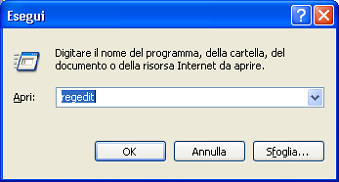 Esegui
Digitare il nome del programma, della cartella, del
documento o della risorsa Internet da aprire.
Apri: regedit
OK Annulla Sfoglia...